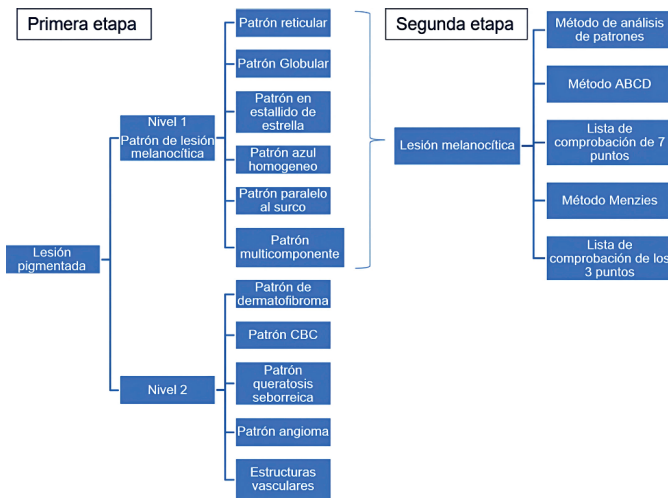 Primera etapa
Segunda etapa
Lesión
pigmentada
Nivel 1
Patrón de lesión
melanocítica
Patrón reticular
Patrón Globular
Patrón en
estallido de
estrella
Patrón azul
homogeneo
Patrón paralelo
al surco
Patrón
multicomponente
Nivel 2
Patrón de
dermatofibroma
Patrón CBC
Patrón
queratosis
seborreica
Patrón angioma
Estructuras
vasculares
Lesión melanocítica
Método de análisis
de patrones
Método ABCD
Lista de
comprobación de 7
puntos
Método Menzies
Lista de
comprobación de los
3 puntos